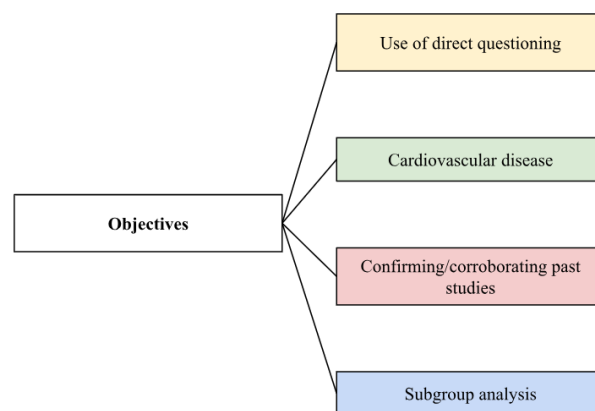 Use of direct questioning
Cardiovascular disease
Objectives
Confirming/corroborating past
studies
Subgroup analysis